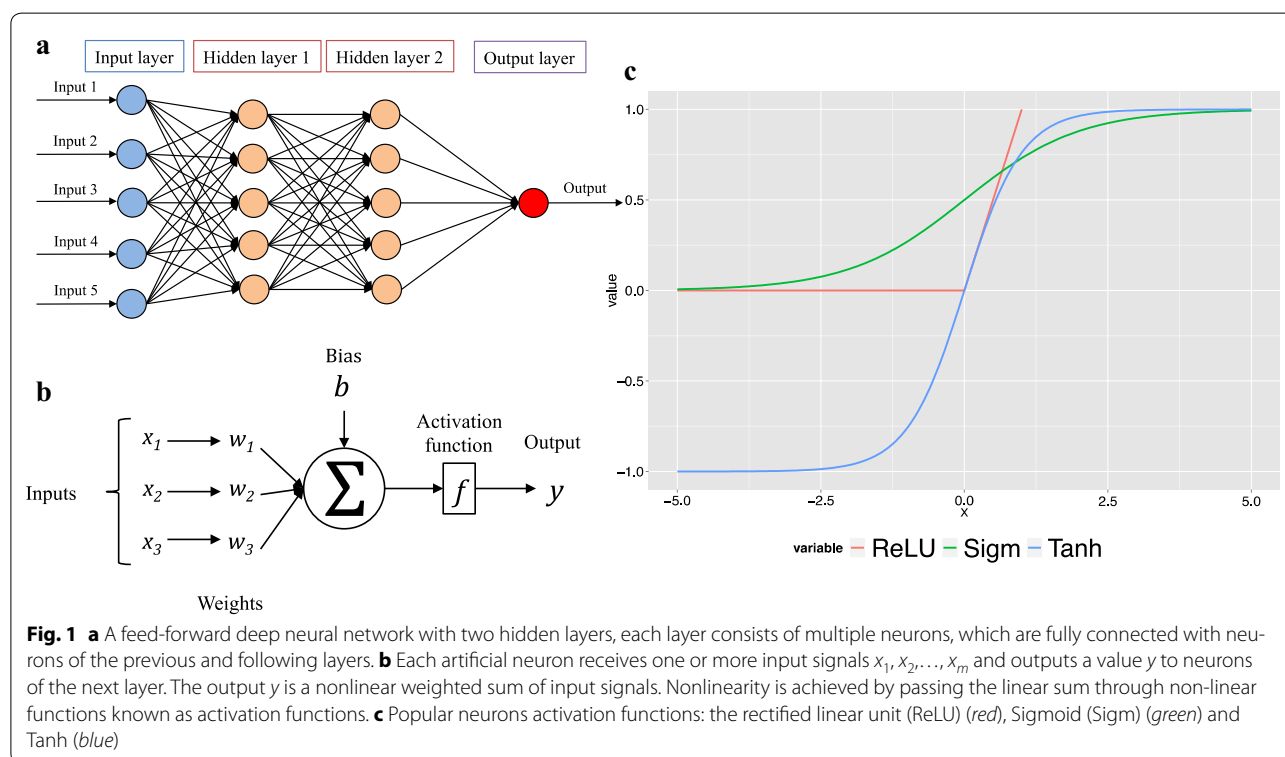 a
Input layer
Hidden layer 1
Hidden layer 2
Output layer
Input 1
Input 2
Input 3
Input 4
Input 5
Output
b
Bias
b
Activation
function
Output
Inputs
x1
w1
x2
w2
x3
w3
Σ
f
y
Weights
c
1.0
0.5
0.0
−0.5
−1.0
value
−5.0
−2.5
0.0
2.5
5.0
x
variable ReLU Sigm Tanh
Fig. 1 a A feed-forward deep neural network with two hidden layers, each layer consists of multiple neurons, which are fully connected with neu-
rons of the previous and following layers. b Each artificial neuron receives one or more input signals x1, x2,…, xm and outputs a value y to neurons
of the next layer. The output y is a nonlinear weighted sum of input signals. Nonlinearity is achieved by passing the linear sum through non-linear
functions known as activation functions. c Popular neurons activation functions: the rectified linear unit (ReLU) (red), Sigmoid (Sigm) (green) and
Tanh (blue)